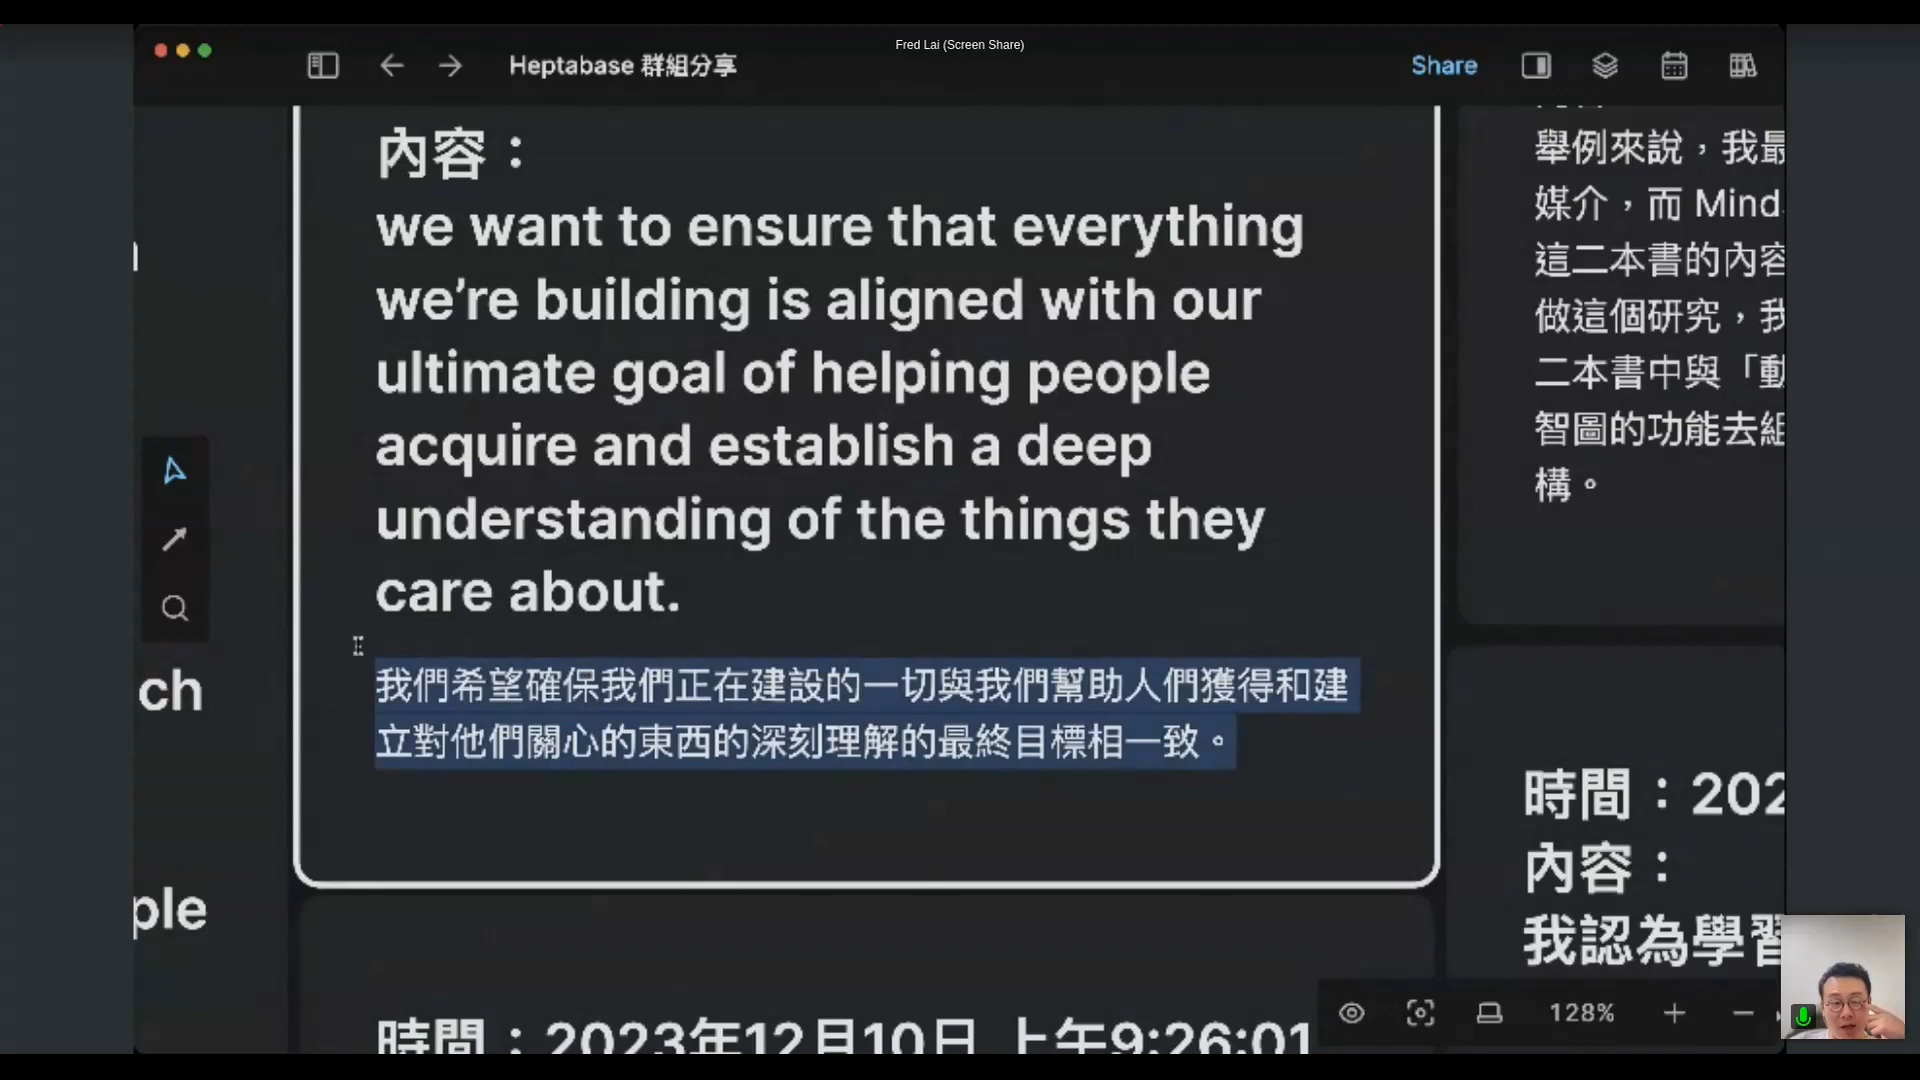 Fred Lai (Screen Share)
Heptabase 群組分享
Share
內容：
we want to ensure that everything
we're building is aligned with our
ultimate goal of helping people
acquire and establish a deep
understanding of the things they
care about.
我們希望確保我們正在建設的一切與我們幫助人們獲得和建
立對他們關心的東西的深刻理解的最終目標相一致。
時間：2023年12月10日 上午9:26:01
ch
ple
舉例來說，我最
媒介，而 Mind
這二本書的內容
做這個研究，我
二本書中與「動
智圖的功能去組
構。
時間：202
內容：
我認為學習
128%